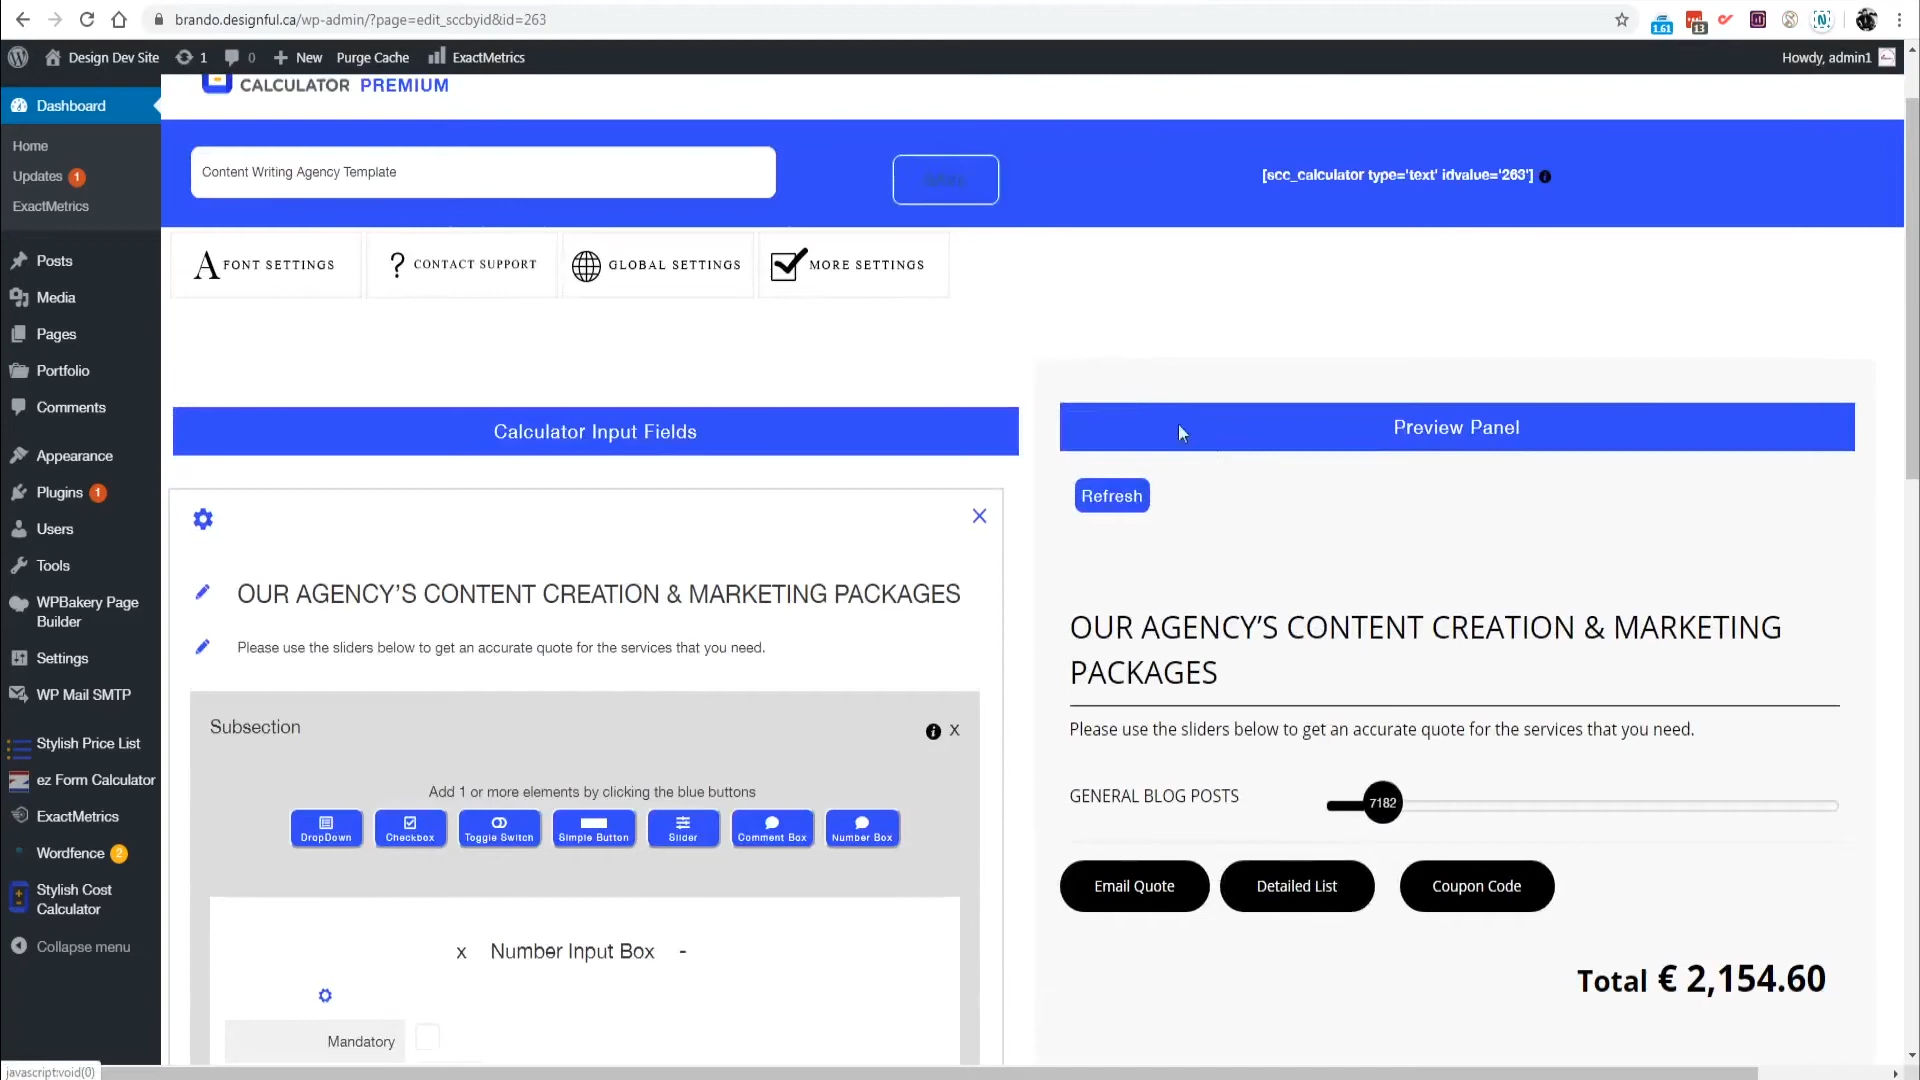 brando.designful.ca/wp-admin/?page=edit_sccbyid&id=263
1.61
13
Design Dev Site
1
0
New
Purge Cache
ExactMetrics
Howdy, admin1
CALCULATOR PREMIUM
Dashboard
Home
Updates 1
ExactMetrics
Posts
Media
Pages
Portfolio
Comments
Appearance
Plugins 1
Users
Tools
WPBakery Page
Builder
Settings
WP Mail SMTP
Stylish Price List
ez Form Calculator
ExactMetrics
Wordfence 2
Stylish Cost
Calculator
Collapse menu
javascript:void(0)
Content Writing Agency Template
[scc_calculator type='text' idvalue='263']
A FONT SETTINGS
? CONTACT SUPPORT
GLOBAL SETTINGS
MORE SETTINGS
Calculator Input Fields
OUR AGENCY'S CONTENT CREATION & MARKETING PACKAGES
Please use the sliders below to get an accurate quote for the services that you need.
Subsection
X
Add 1 or more elements by clicking the blue buttons
DropDown
Checkbox
Toggle Switch
Simple Button
Slider
Comment Box
Number Box
x Number Input Box -
Mandatory
Preview Panel
Refresh
OUR AGENCY'S CONTENT CREATION & MARKETING
PACKAGES
Please use the sliders below to get an accurate quote for the services that you need.
GENERAL BLOG POSTS
7182
Email Quote
Detailed List
Coupon Code
Total € 2,154.60